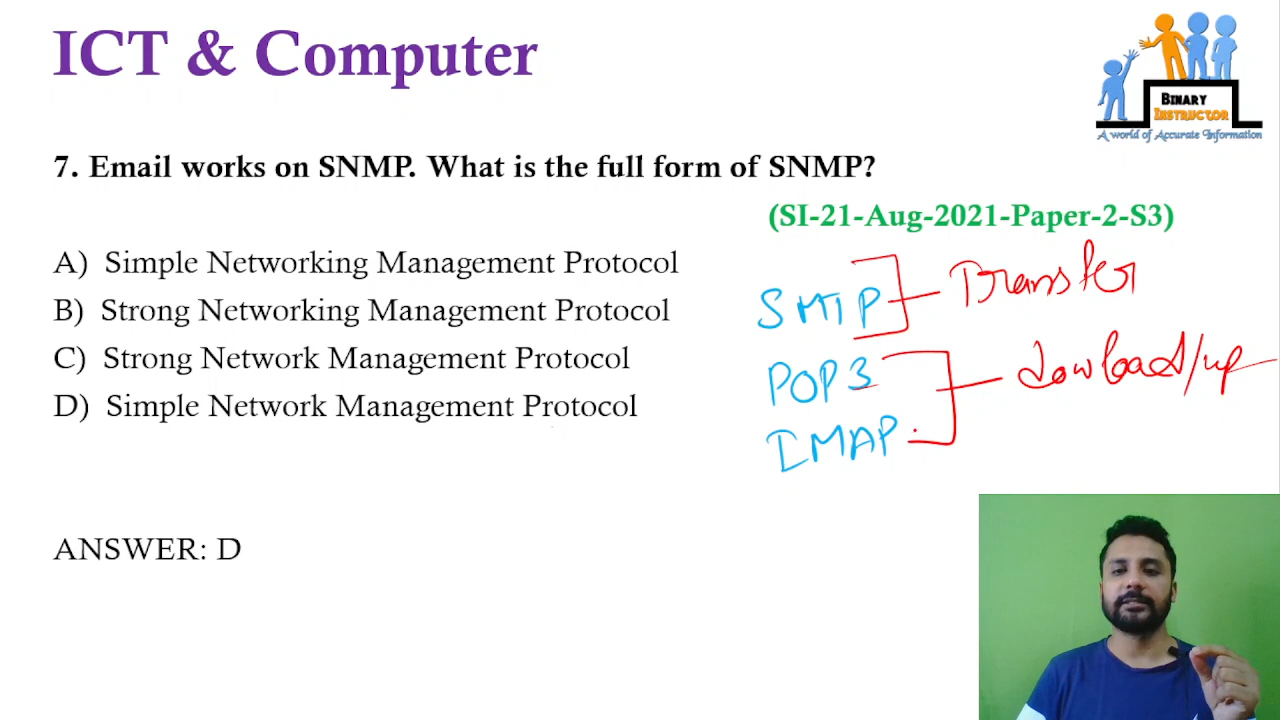 ICT & Computer
BINARY
INSTRUCTOR
A world of Accurate Information
7. Email works on SNMP. What is the full form of SNMP?
(SI-21-Aug-2021-Paper-2-S3)
A) Simple Networking Management Protocol
B) Strong Networking Management Protocol
C) Strong Network Management Protocol
D) Simple Network Management Protocol
SMTP Transfer
POP3
IMAP
ANSWER: D